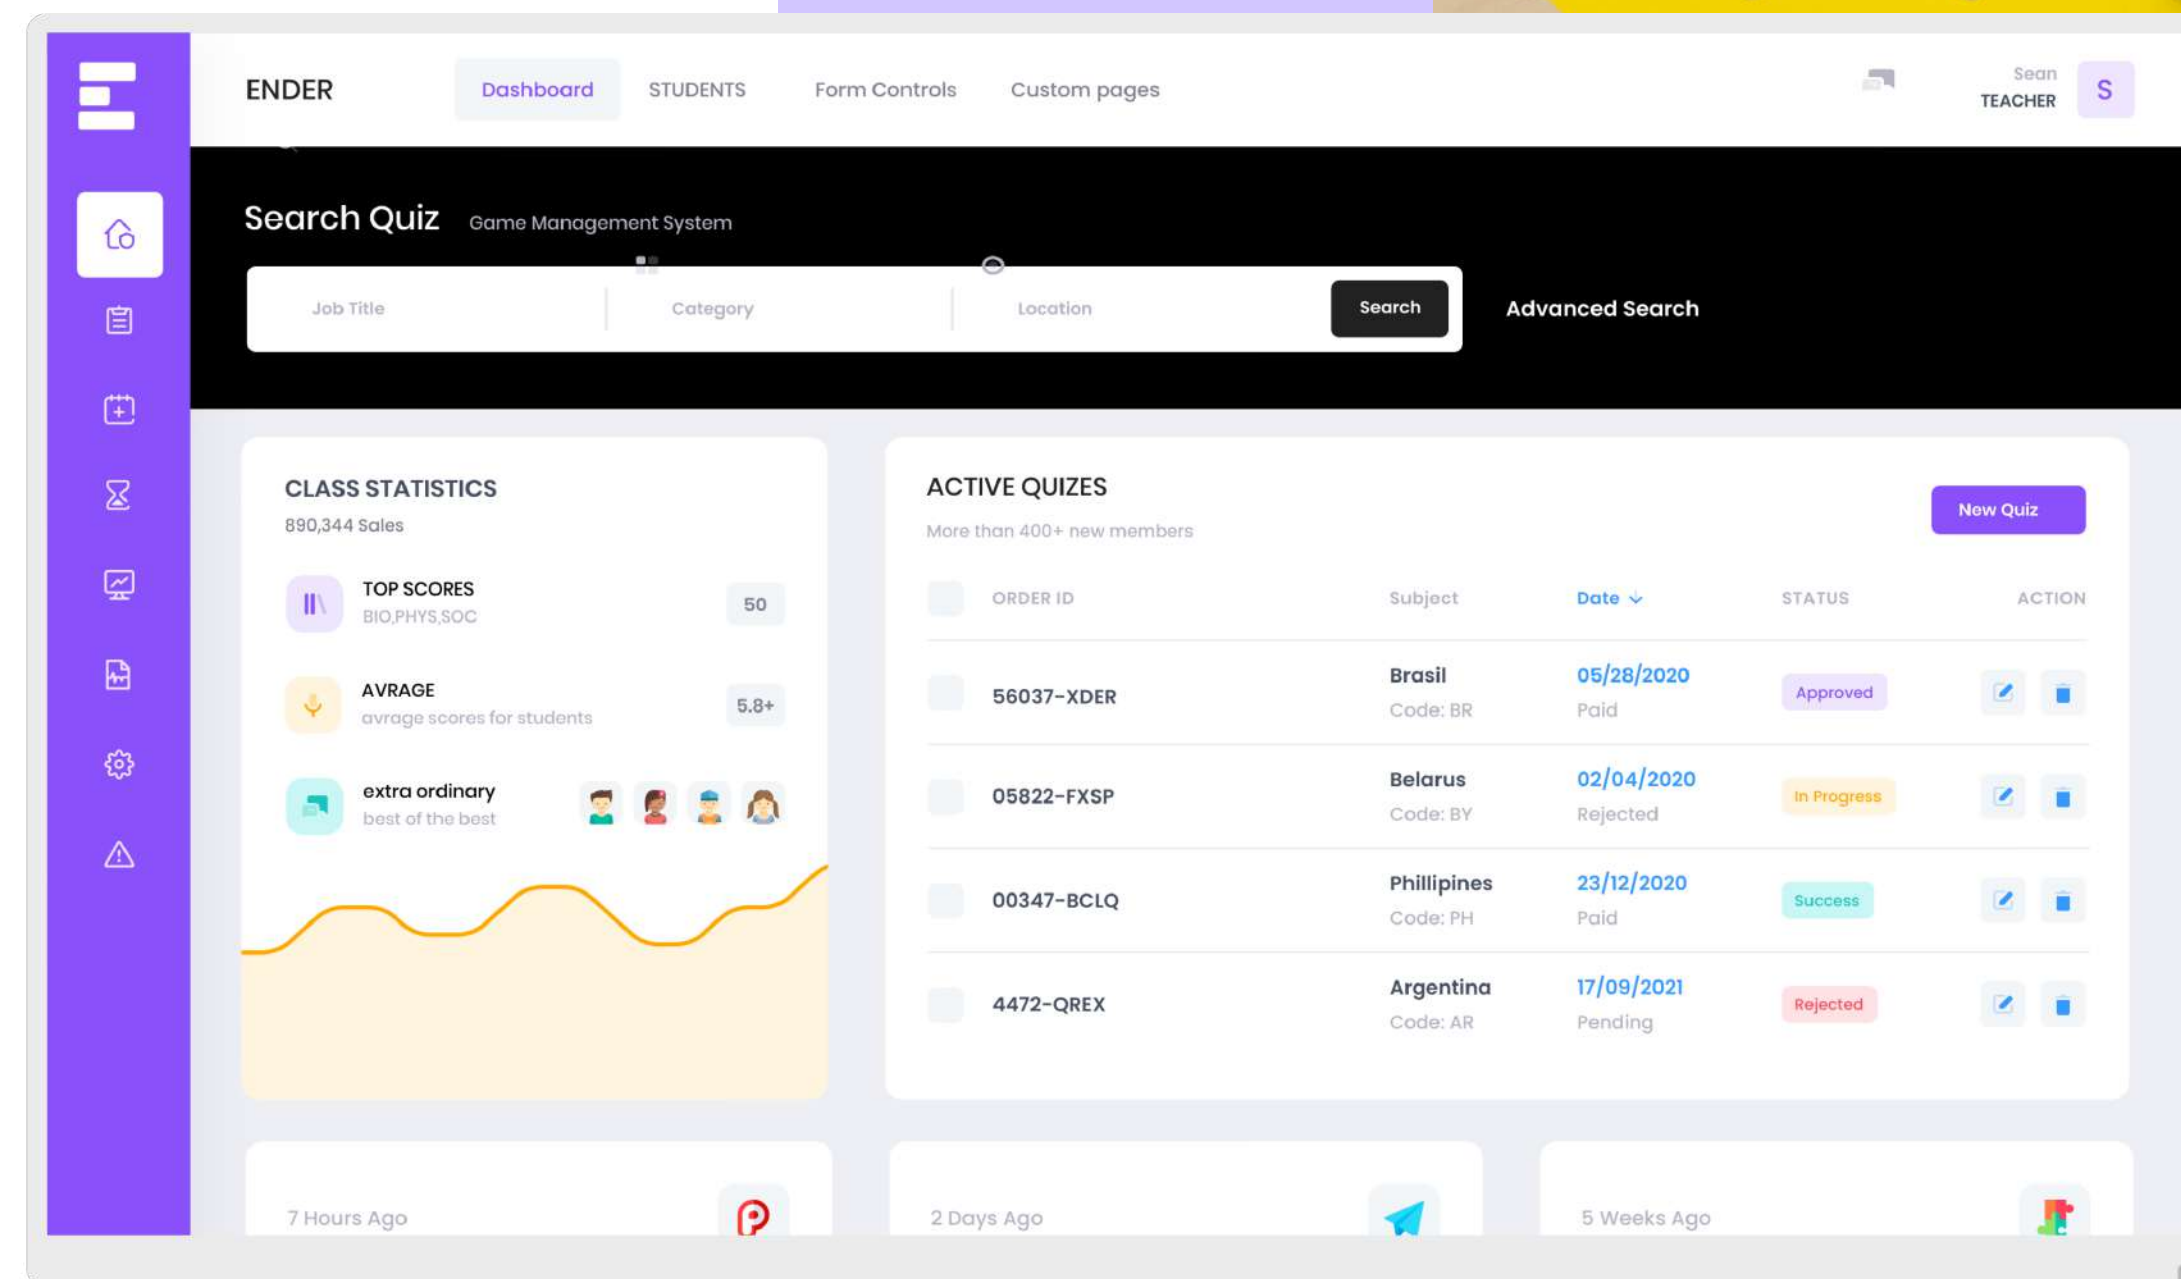 ENDER
Dashboard
STUDENTS
Form Controls
Custom pages
Sean
TEACHER
S
Search Quiz
Game Management System
Job Title
Category
Location
Search
Advanced Search
CLASS STATISTICS
890,344 Sales
TOP SCORES
BIO,PHYS,SOC
50
AVRAGE
avrage scores for students
5.8+
extra ordinary
best of the best
ACTIVE QUIZES
More than 400+ new members
New Quiz
ORDER ID
Subject
Date
STATUS
ACTION
56037-XDER
Brasil
Code: BR
05/28/2020
Paid
Approved
05822-FXSP
Belarus
Code: BY
02/04/2020
Rejected
In Progress
00347-BCLQ
Phillipines
Code: PH
23/12/2020
Paid
Success
4472-QREX
Argentina
Code: AR
17/09/2021
Pending
Rejected
7 Hours Ago
2 Days Ago
5 Weeks Ago